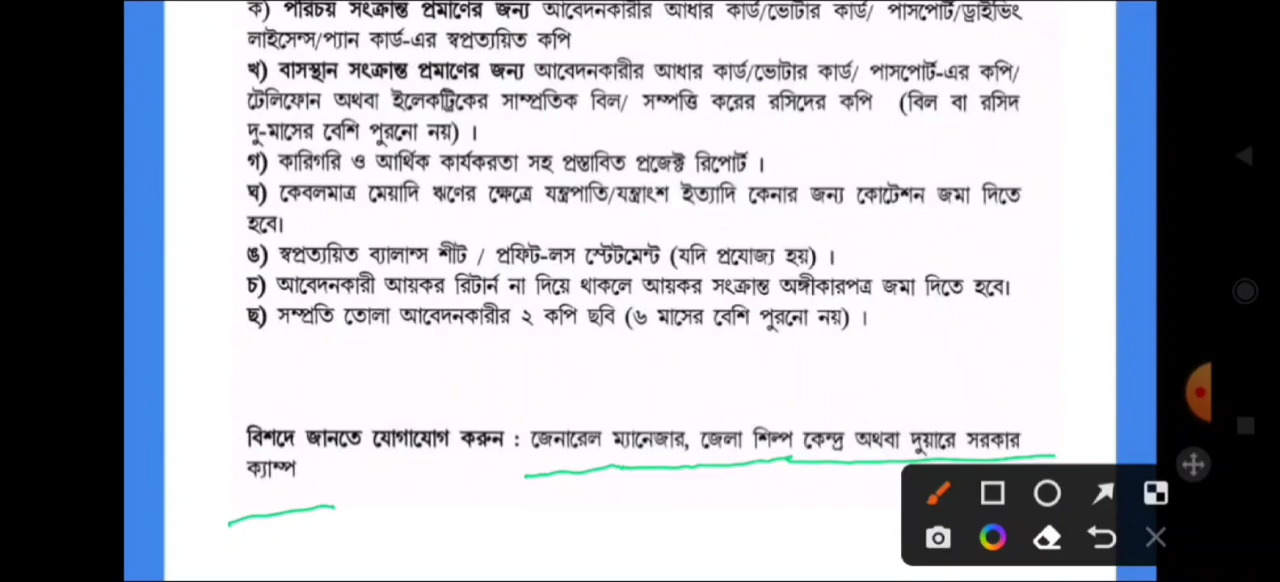 ক) পরিচয় সংক্রান্ত প্রমাণের জন্য আবেদনকারীর আধার কার্ড/ভোটার কার্ড/ পাসপোর্ট/ড্রাইভিং
লাইসেন্স/প্যান কার্ড-এর স্বপ্রত্যয়িত কপি
খ) বাসস্থান সংক্রান্ত প্রমাণের জন্য আবেদনকারীর আধার কার্ড/ভোটার কার্ড/ পাসপোর্ট-এর কপি/
টেলিফোন অথবা ইলেকট্রিকের সাম্প্রতিক বিল/ সম্পত্তি করের রসিদের কপি (বিল বা রসিদ
দু-মাসের বেশি পুরনো নয়) ।
গ) কারিগরি ও আর্থিক কার্যকরতা সহ প্রস্তাবিত প্রজেক্ট রিপোর্ট ।
ঘ) কেবলমাত্র মেয়াদি ঋণের ক্ষেত্রে যন্ত্রপাতি/যন্ত্রাংশ ইত্যাদি কেনার জন্য কোটেশন জমা দিতে
হবে।
ঙ) স্বপ্রত্যয়িত ব্যালান্স শীট / প্রফিট-লস স্টেটমেন্ট (যদি প্রযোজ্য হয়) ।
চ) আবেদনকারী আয়কর রিটার্ন না দিয়ে থাকলে আয়কর সংক্রান্ত অঙ্গীকারপত্র জমা দিতে হবে।
ছ) সম্প্রতি তোলা আবেদনকারীর ২ কপি ছবি (৬ মাসের বেশি পুরনো নয়) ।
বিশদে জানতে যোগাযোগ করুন : জেনারেল ম্যানেজার, জেলা শিল্প কেন্দ্র অথবা দুয়ারে সরকার
ক্যাম্প